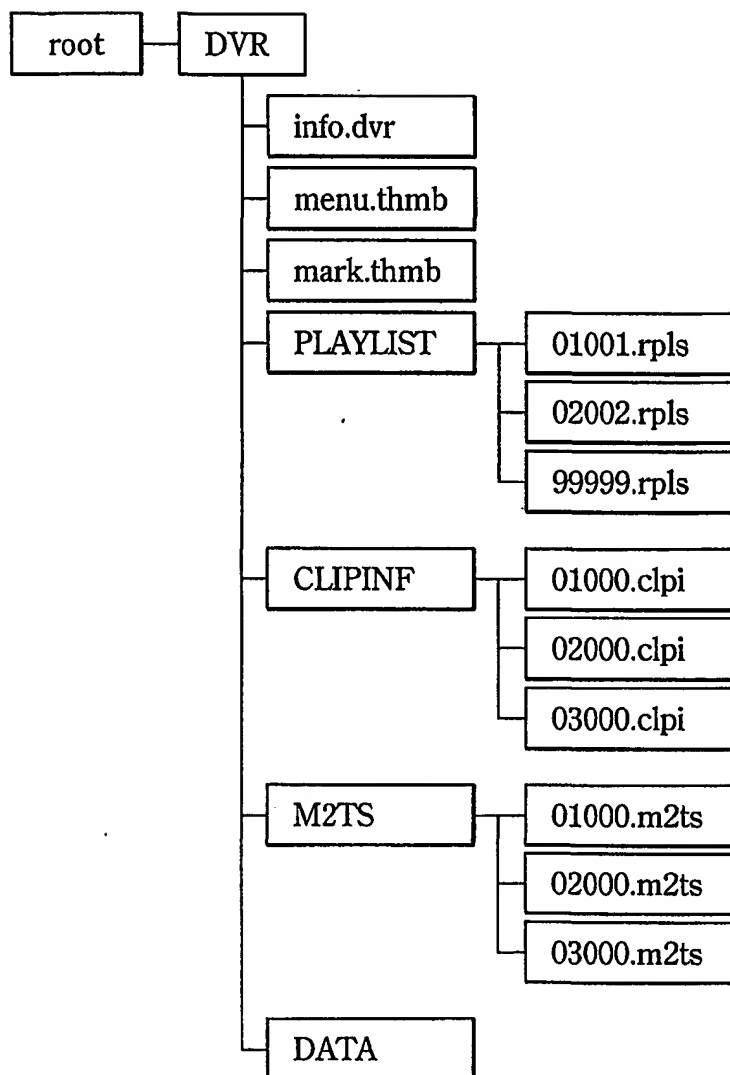 root
DVR
info.dvr
menu.thmb
mark.thmb
PLAYLIST
01001.rpls
02002.rpls
99999.rpls
CLIPINF
01000.clpi
02000.clpi
03000.clpi
M2TS
01000.m2ts
02000.m2ts
03000.m2ts
DATA